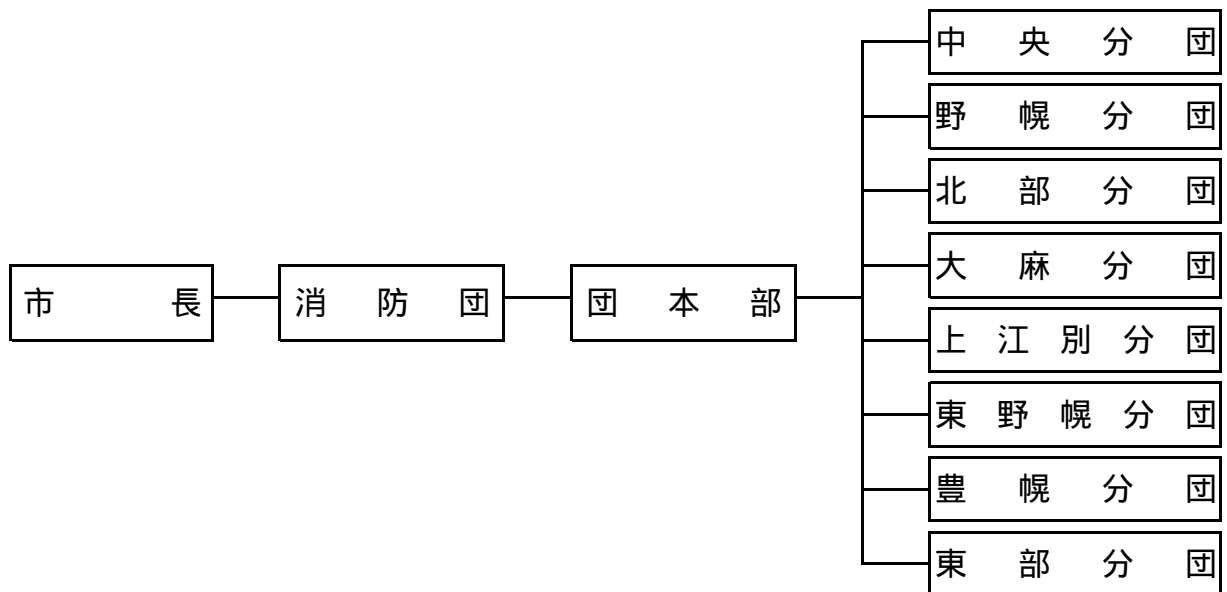 中央分団
野幌分団
北部分団
大麻分団
市長
消防団
団本部
上江別分団
東野幌分団
豊幌分団
東部分団